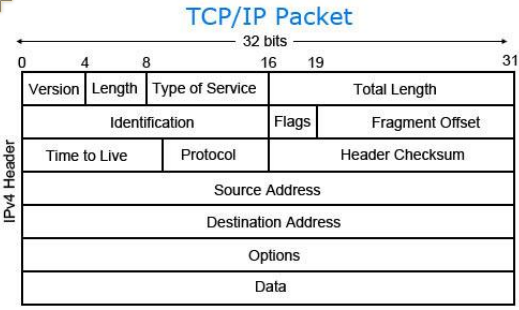 TCP/IP Packet
32 bits
0 4 8 16 19 31
Version Length Type of Service Total Length
Identification Flags Fragment Offset
Time to Live Protocol Header Checksum
Source Address
Destination Address
Options
Data
IPv4 Header